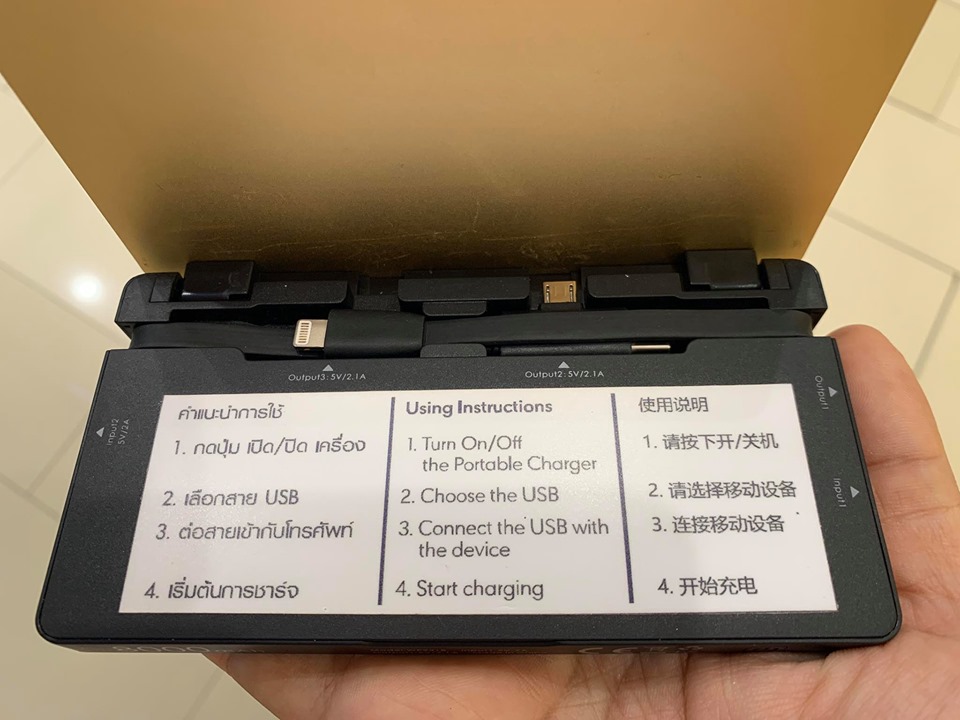 Output3: 5V/2.1A
Output2: 5V/2.1A
Input2
5V/2A
Output1
Input1
คำแนะนำการใช้
1. กดปุ่ม เปิด/ปิด เครื่อง
2. เลือกสาย USB
3. ต่อสายเข้ากับโทรศัพท์
4. เริ่มต้นการชาร์จ
Using Instructions
1. Turn On/Off
the Portable Charger
2. Choose the USB
3. Connect the USB with
the device
4. Start charging
使用说明
1. 请按下开/关机
2. 请选择移动设备
3. 连接移动设备
4. 开始充电